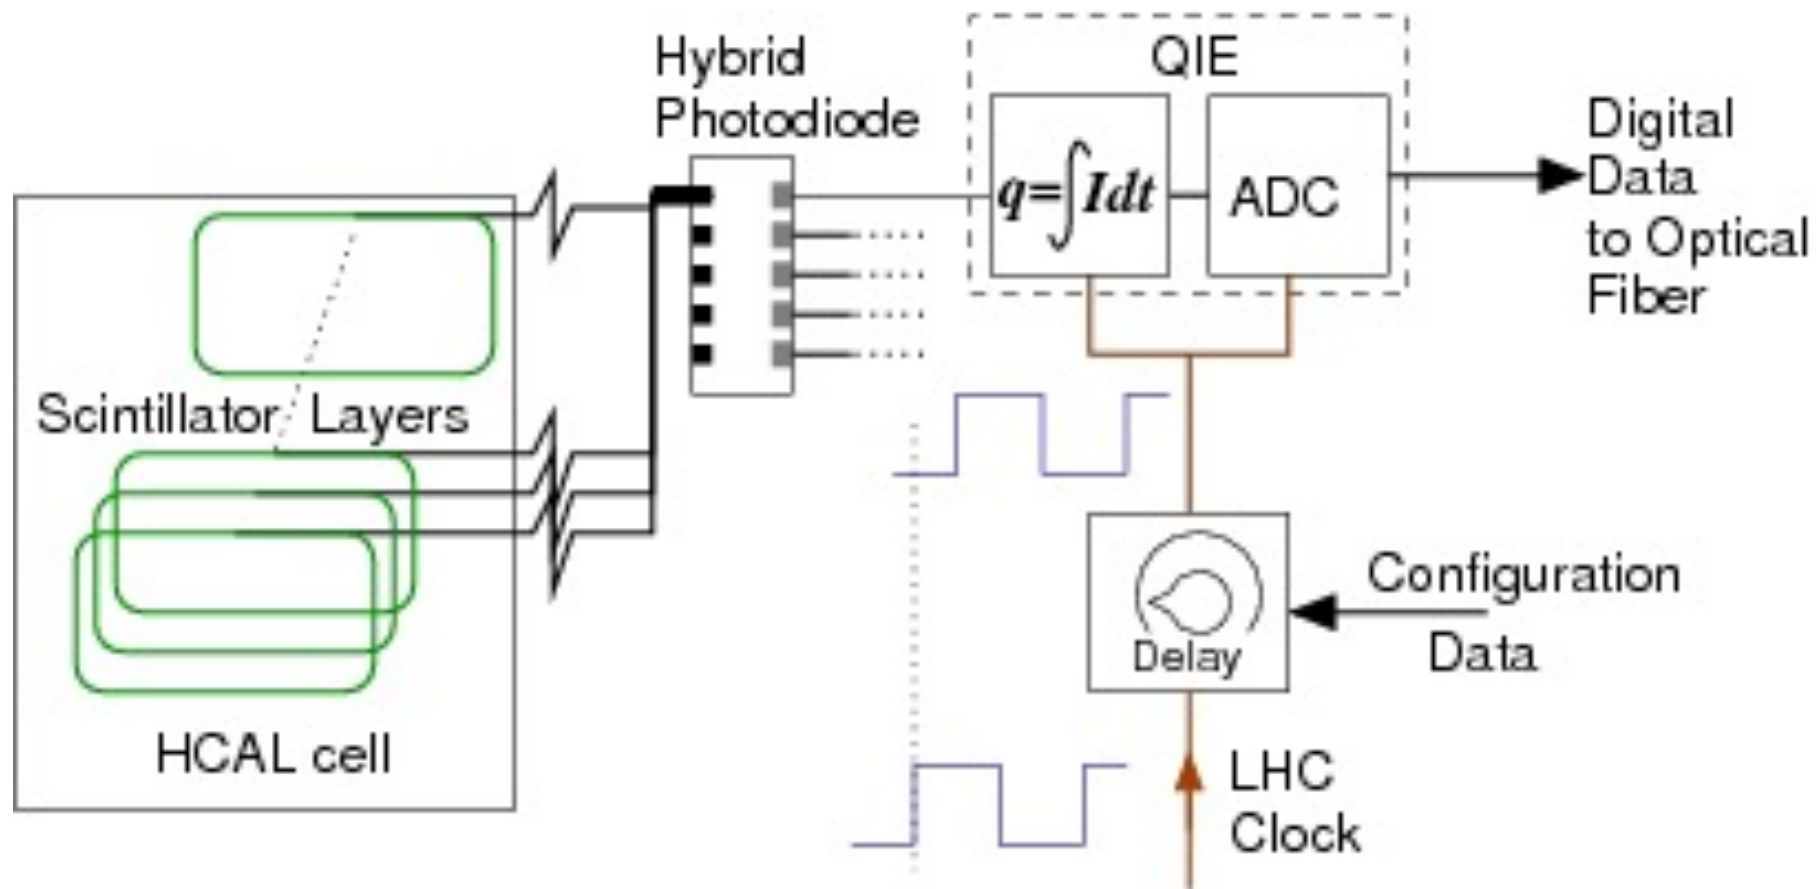 Hybrid
Photodiode
QIE
q=∫Idt
ADC
Digital
Data
to Optical
Fiber
Scintillator Layers
HCAL cell
Delay
Configuration
Data
LHC
Clock